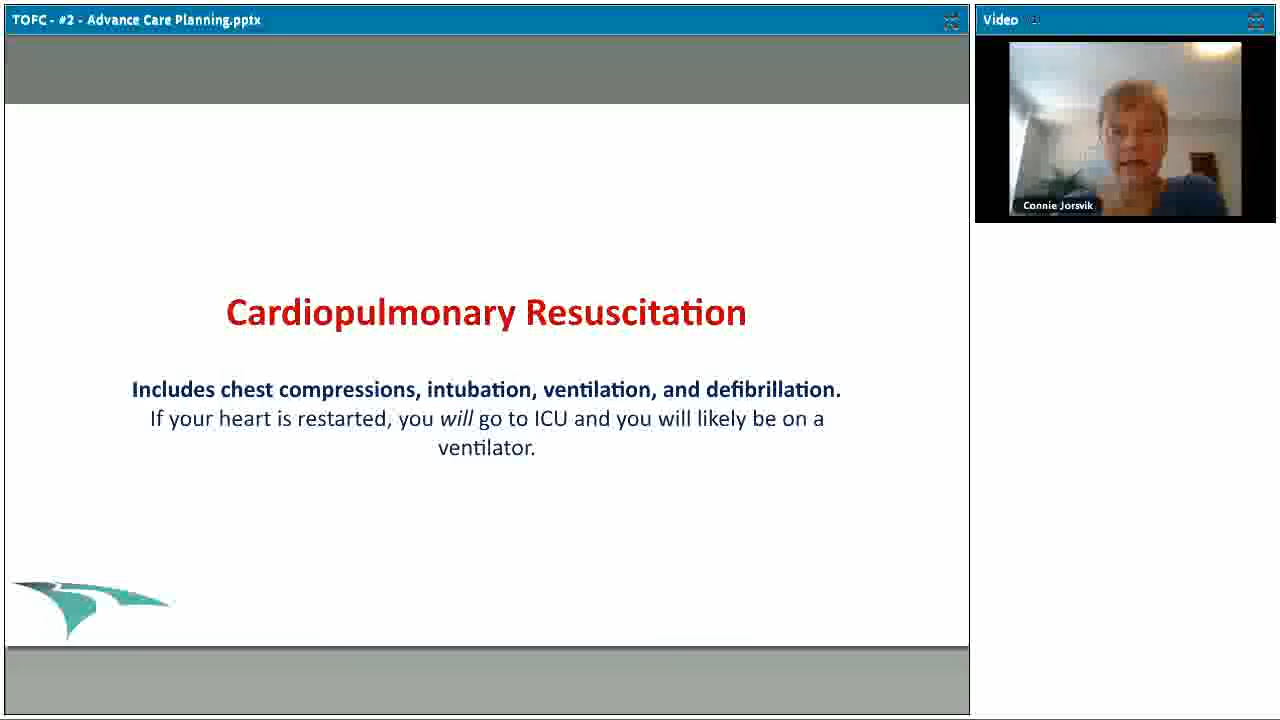 TOFC - #2 - Advance Care Planning.pptx
Video
Connie Jorsvik
Cardiopulmonary Resuscitation
Includes chest compressions, intubation, ventilation, and defibrillation.
If your heart is restarted, you will go to ICU and you will likely be on a
ventilator.